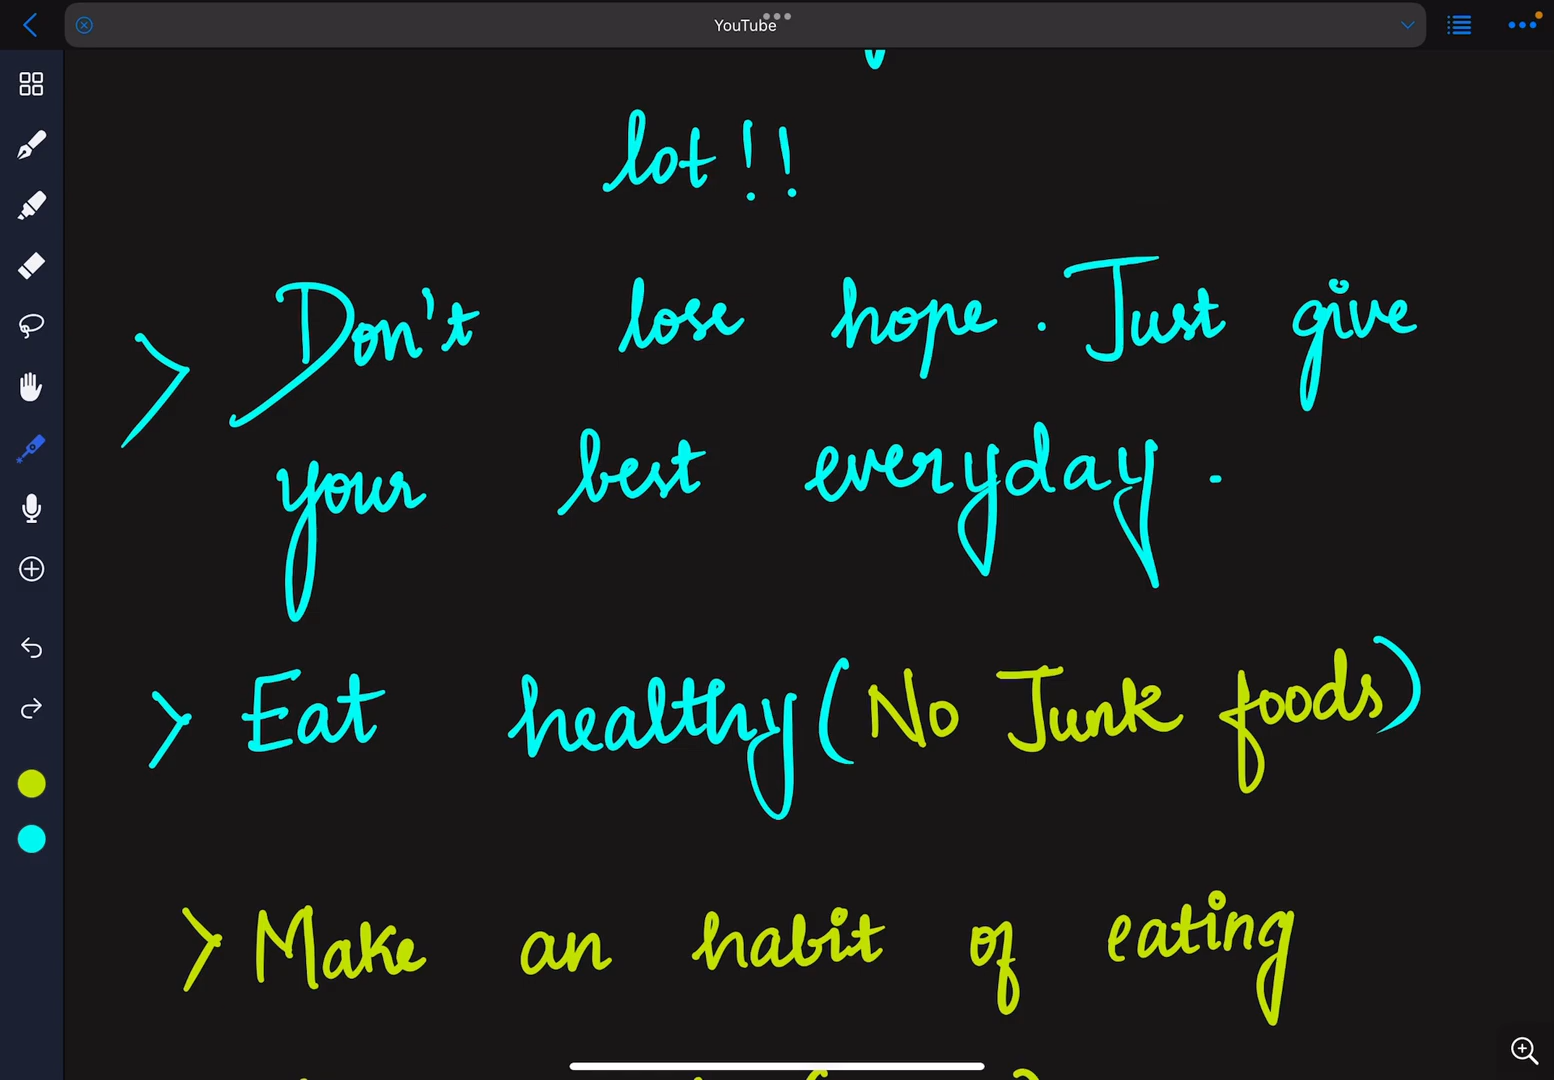 YouTube
lot!!
> Don't lose hope. Just give
your best everyday.
> Eat healthy (No Junk foods)
> Make an habit of eating